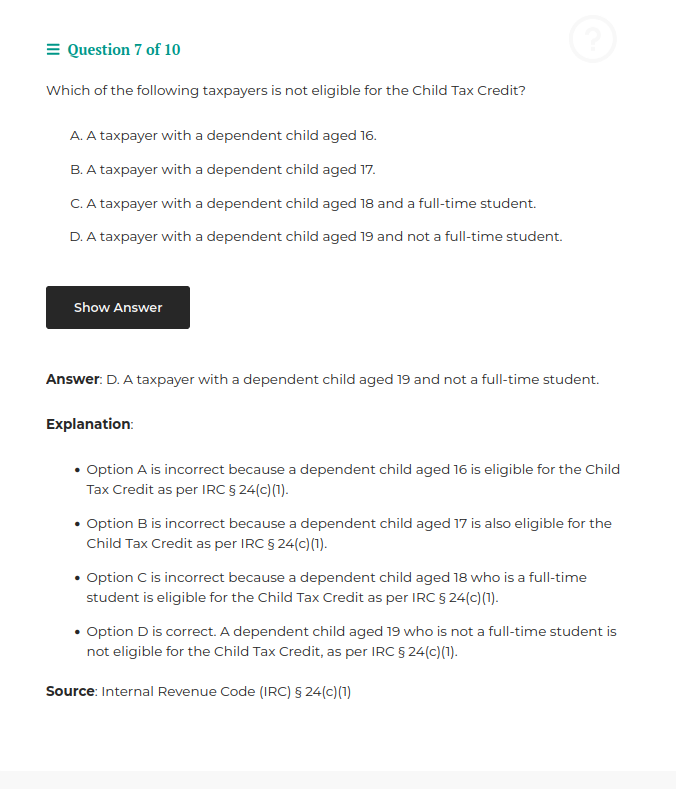 Question 7 of 10
?
Which of the following taxpayers is not eligible for the Child Tax Credit?
A. A taxpayer with a dependent child aged 16.
B. A taxpayer with a dependent child aged 17.
C. A taxpayer with a dependent child aged 18 and a full-time student.
D. A taxpayer with a dependent child aged 19 and not a full-time student.
Show Answer
Answer: D. A taxpayer with a dependent child aged 19 and not a full-time student.
Explanation:
• Option A is incorrect because a dependent child aged 16 is eligible for the Child
Tax Credit as per IRC § 24(c)(1).
• Option B is incorrect because a dependent child aged 17 is also eligible for the
Child Tax Credit as per IRC § 24(c)(1).
• Option C is incorrect because a dependent child aged 18 who is a full-time
student is eligible for the Child Tax Credit as per IRC § 24(c)(1).
• Option D is correct. A dependent child aged 19 who is not a full-time student is
not eligible for the Child Tax Credit, as per IRC § 24(c)(1).
Source: Internal Revenue Code (IRC) § 24(c)(1)